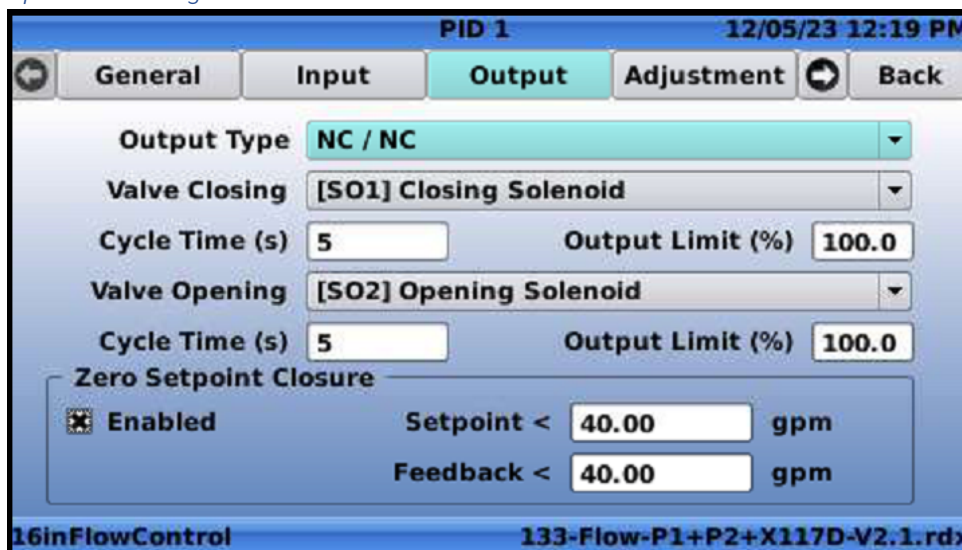 PID 1 12/05/23 12:19 PM
General Input Output Adjustment Back
Output Type NC / NC
Valve Closing [SO1] Closing Solenoid
Cycle Time (s) 5 Output Limit (%) 100.0
Valve Opening [SO2] Opening Solenoid
Cycle Time (s) 5 Output Limit (%) 100.0
Zero Setpoint Closure
Enabled Setpoint < 40.00 gpm
Feedback < 40.00 gpm
16inFlowControl 133-Flow-P1+P2+X117D-V2.1.rdx